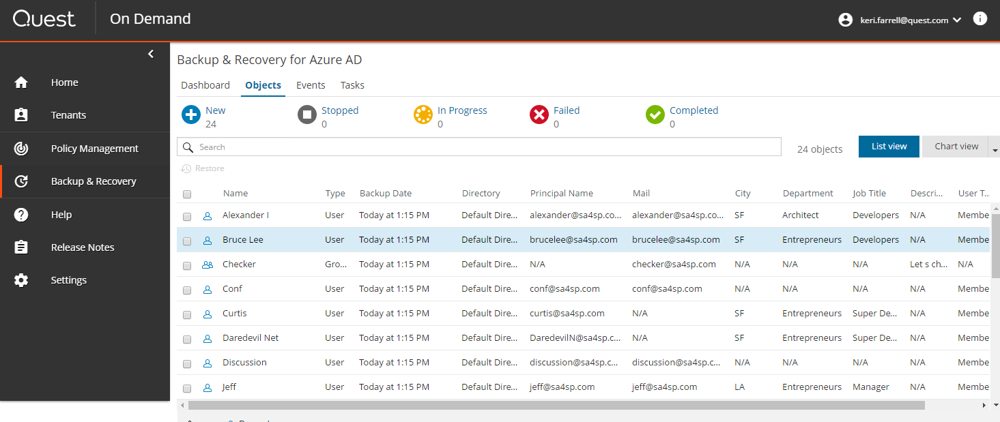 Quest On Demand keri.farrell@quest.com i
Home
Tenants
Policy Management
Backup & Recovery
Help
Release Notes
Settings
Backup & Recovery for Azure AD
Dashboard Objects Events Tasks
New Stopped In Progress Failed Completed
24 0 0 0 0
Search 24 objects List view Chart view
Restore
Name Type Backup Date Directory Principal Name Mail City Department Job Title Descri... User T...
Alexander I User Today at 1:15 PM Default Dire... alexander@sa4sp.co... alexander@sa4sp.co... SF Architect Developers N/A Membe
Bruce Lee User Today at 1:15 PM Default Dire... brucelee@sa4sp.com brucelee@sa4sp.com SF Entrepreneurs Developers N/A Membe
Checker Gro... Today at 1:15 PM Default Dire... N/A checker@sa4sp.com N/A N/A N/A Let s ch... N/A
Conf User Today at 1:15 PM Default Dire... conf@sa4sp.com conf@sa4sp.com N/A N/A N/A N/A Membe
Curtis User Today at 1:15 PM Default Dire... curtis@sa4sp.com N/A SF Entrepreneurs Super De... N/A Membe
Daredevil Net User Today at 1:15 PM Default Dire... DaredevilN@sa4sp.c... N/A SF Entrepreneurs Super De... N/A Membe
Discussion User Today at 1:15 PM Default Dire... discussion@sa4sp.c... discussion@sa4sp.c... N/A N/A N/A N/A Membe
Jeff User Today at 1:15 PM Default Dire... jeff@sa4sp.com jeff@sa4sp.com LA Entrepreneurs Manager N/A Membe